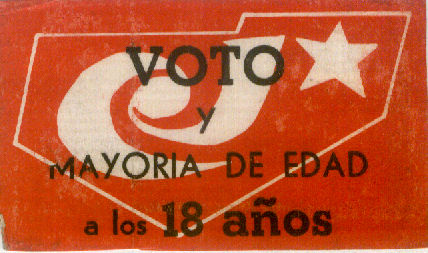 VOTO
y
MAYORIA DE EDAD
a los 18 años